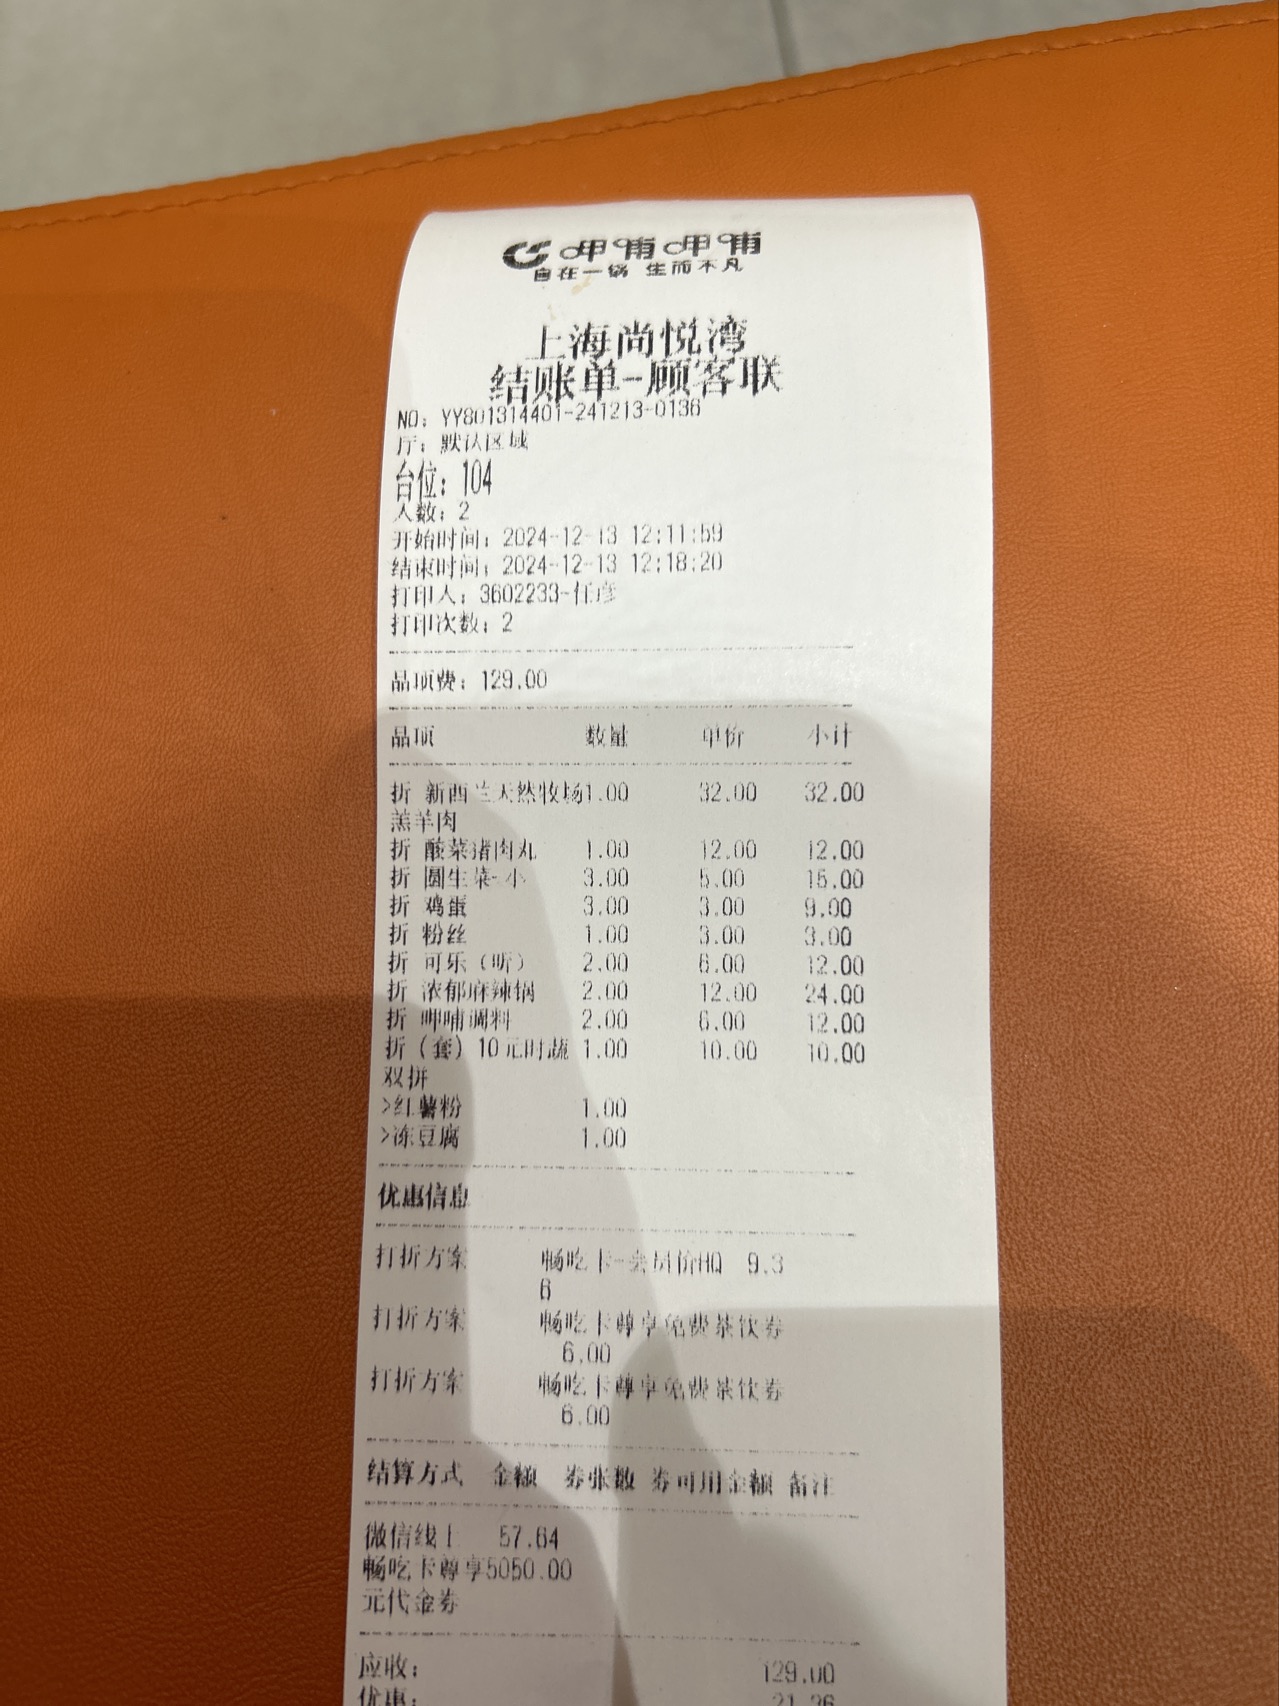 呷哺呷哺
自在一锅 生而不凡
上海尚悦湾
结账单-顾客联
NO: YY801314401-241213-0136
厅: 默认区域
台位: 104
人数: 2
开始时间: 2024-12-13 12:11:59
结束时间: 2024-12-13 12:18:20
打印人: 3602233-任彦
打印次数: 2
品项费: 129.00
品项 数量 单价 小计
折 新西兰天然牧场1.00 32.00 32.00
羔羊肉
折 酸菜猪肉丸 1.00 12.00 12.00
折 圆生菜-小 3.00 5.00 15.00
折 鸡蛋 3.00 3.00 9.00
折 粉丝 1.00 3.00 3.00
折 可乐（听） 2.00 6.00 12.00
折 浓郁麻辣锅 2.00 12.00 24.00
折 呷哺调料 2.00 6.00 12.00
折（套）10元时蔬 1.00 10.00 10.00
双拼
>红薯粉 1.00
>冻豆腐 1.00
优惠信息
打折方案 畅吃卡-会员价HQ 9.3
6
打折方案 畅吃卡尊享免费茶饮券
6.00
打折方案 畅吃卡尊享免费茶饮券
6.00
结算方式 金额 券张数 券可用金额 备注
微信线上 57.64
畅吃卡尊享5050.00
元代金券
应收: 129.00
优惠: 21.36